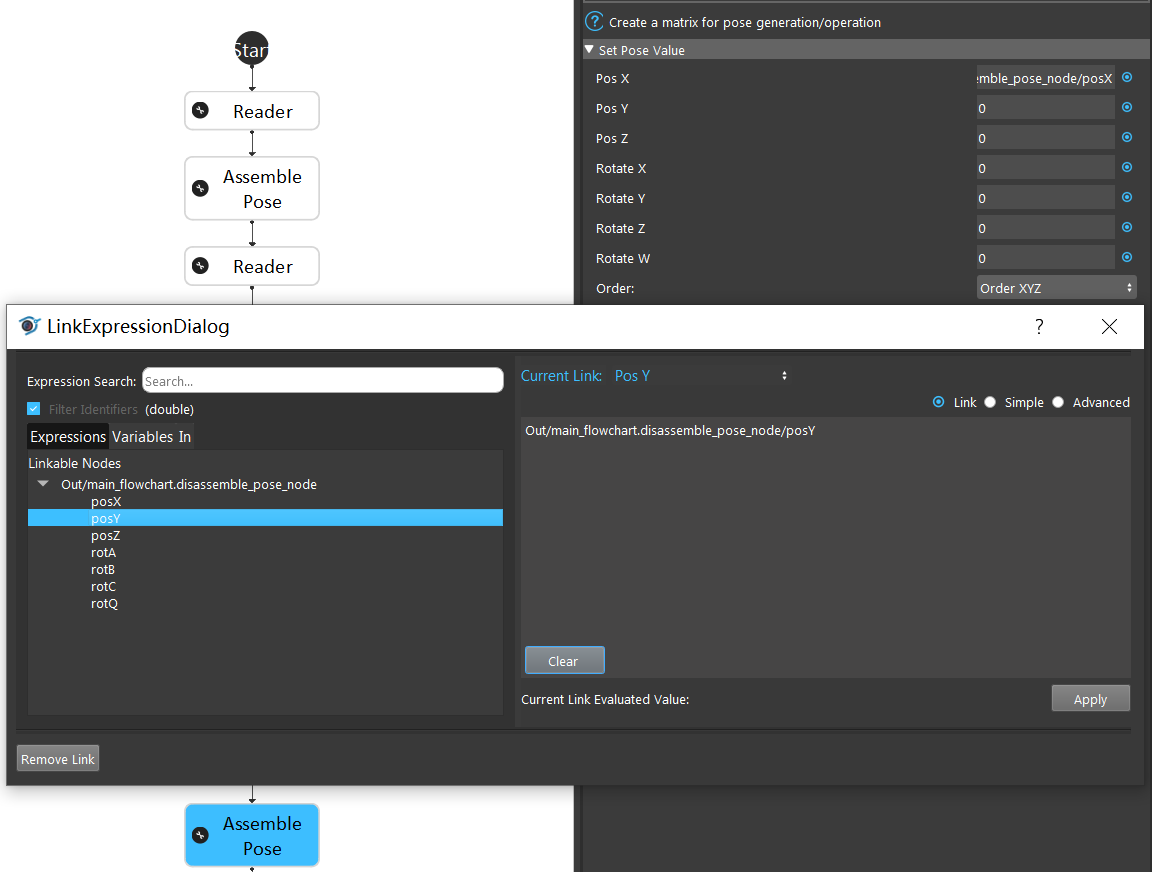 Start
Reader
Assemble
Pose
Reader
Create a matrix for pose generation/operation
Set Pose Value
Pos X
emble_pose_node/posX
Pos Y
0
Pos Z
0
Rotate X
0
Rotate Y
0
Rotate Z
0
Rotate W
0
Order:
Order XYZ
LinkExpressionDialog
?
Expression Search:
Search...
Filter Identifiers (double)
Expressions Variables In
Linkable Nodes
Out/main_flowchart.disassemble_pose_node
posX
posY
posZ
rotA
rotB
rotC
rotQ
Current Link: Pos Y
Link Simple Advanced
Out/main_flowchart.disassemble_pose_node/posY
Clear
Current Link Evaluated Value:
Apply
Remove Link
Assemble
Pose